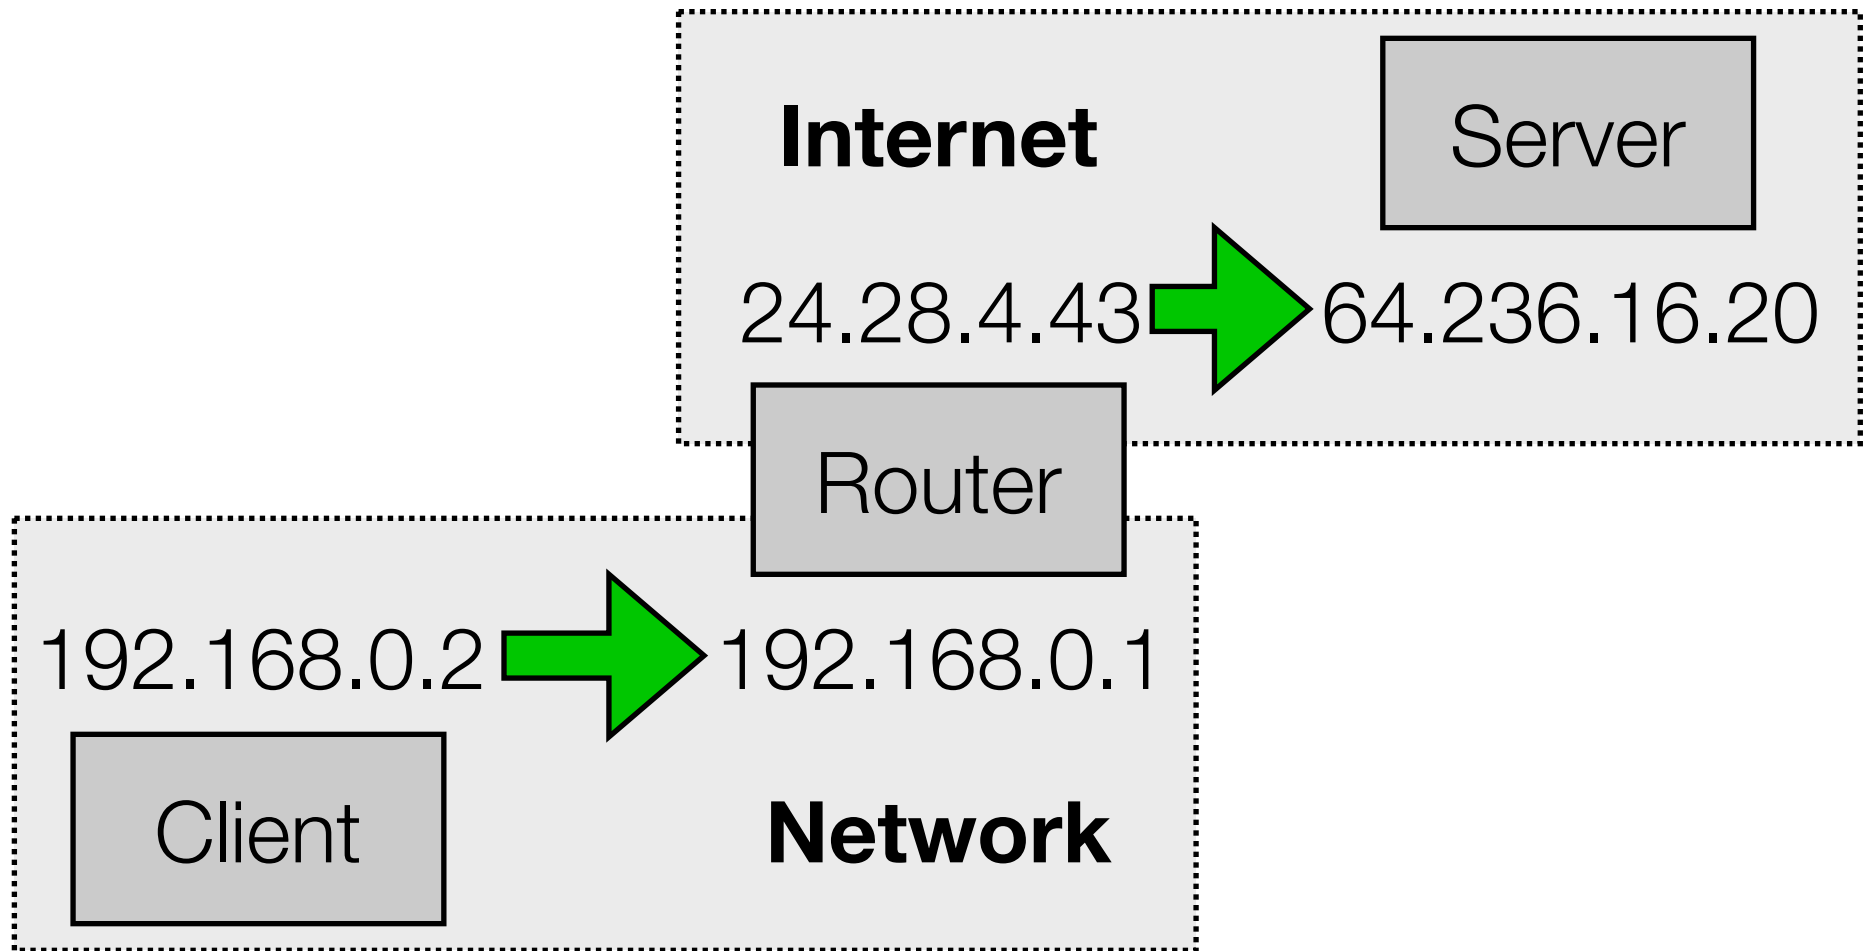 Internet
Server
24.28.4.43
64.236.16.20
Router
192.168.0.2
192.168.0.1
Client
Network